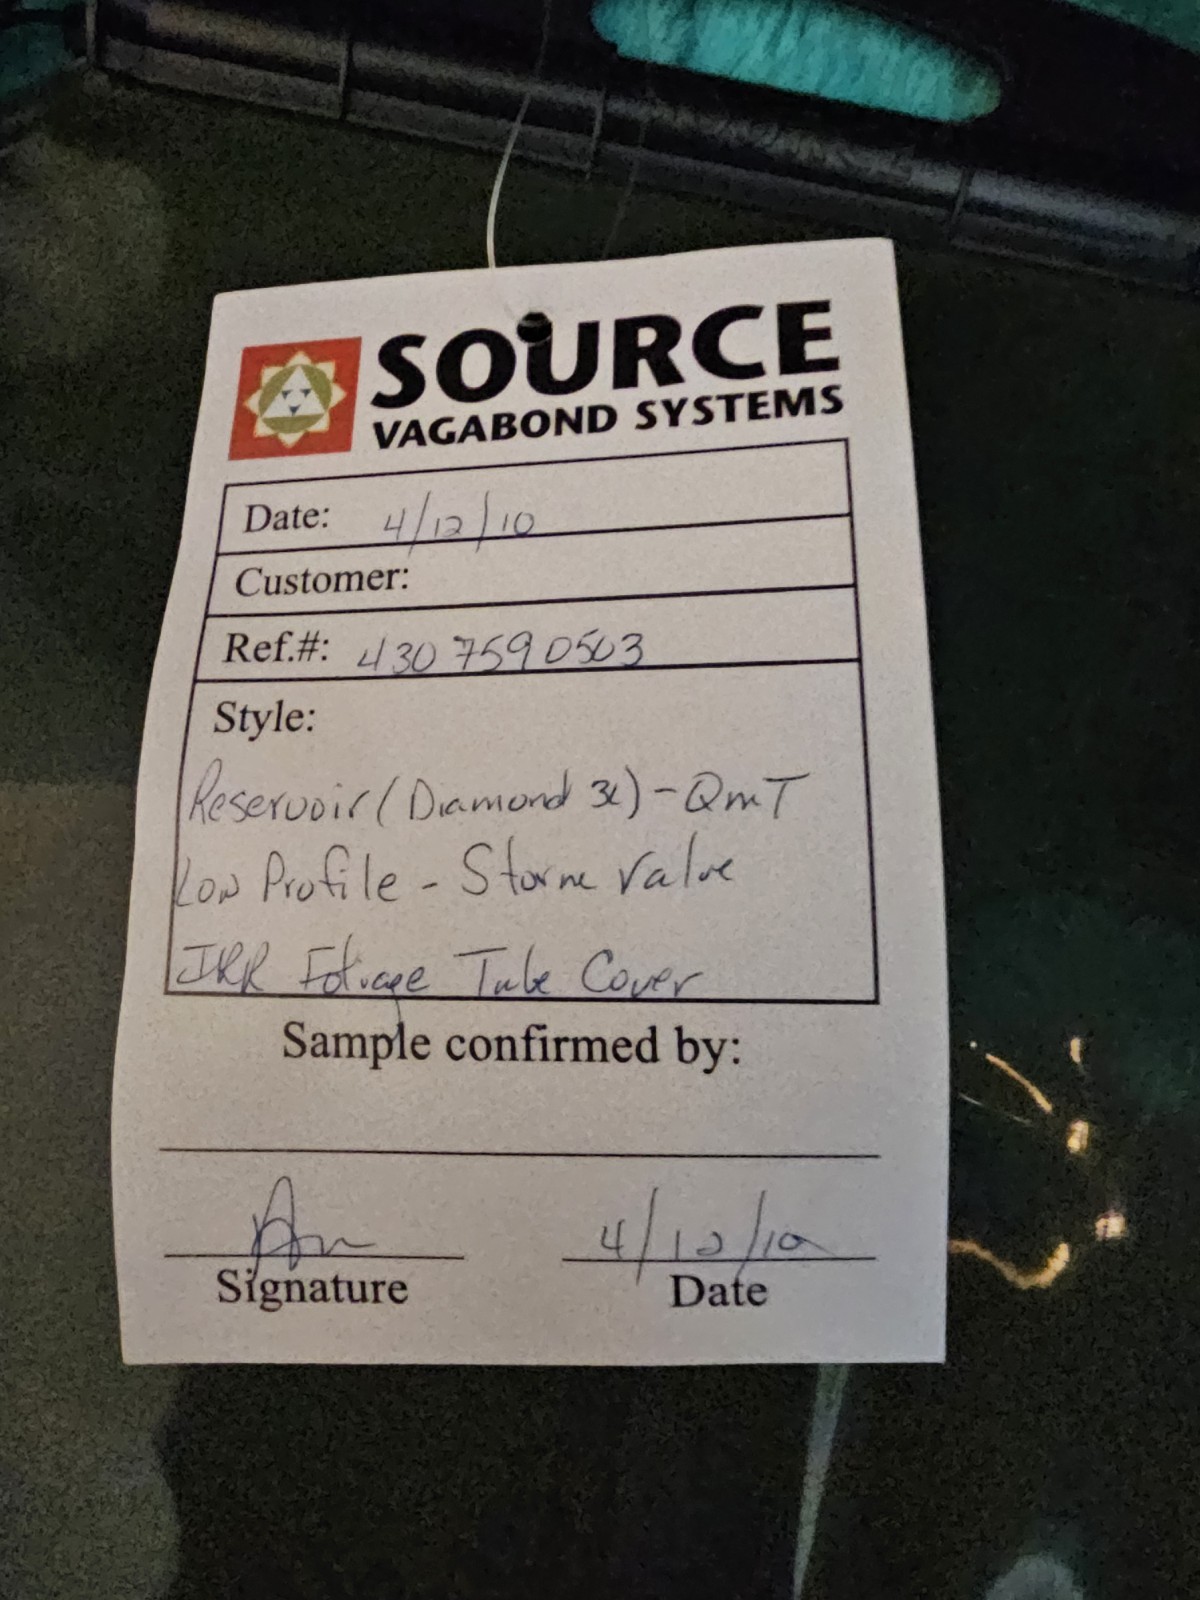 SOURCE
VAGABOND SYSTEMS
Date: 4/12/10
Customer:
Ref.#: 4307590503
Style:
Reservoir (Diamond 3L) - QMT
Low Profile - Storm Valve
IRR Foliage Tube Cover
Sample confirmed by:
4/12/10
Signature Date